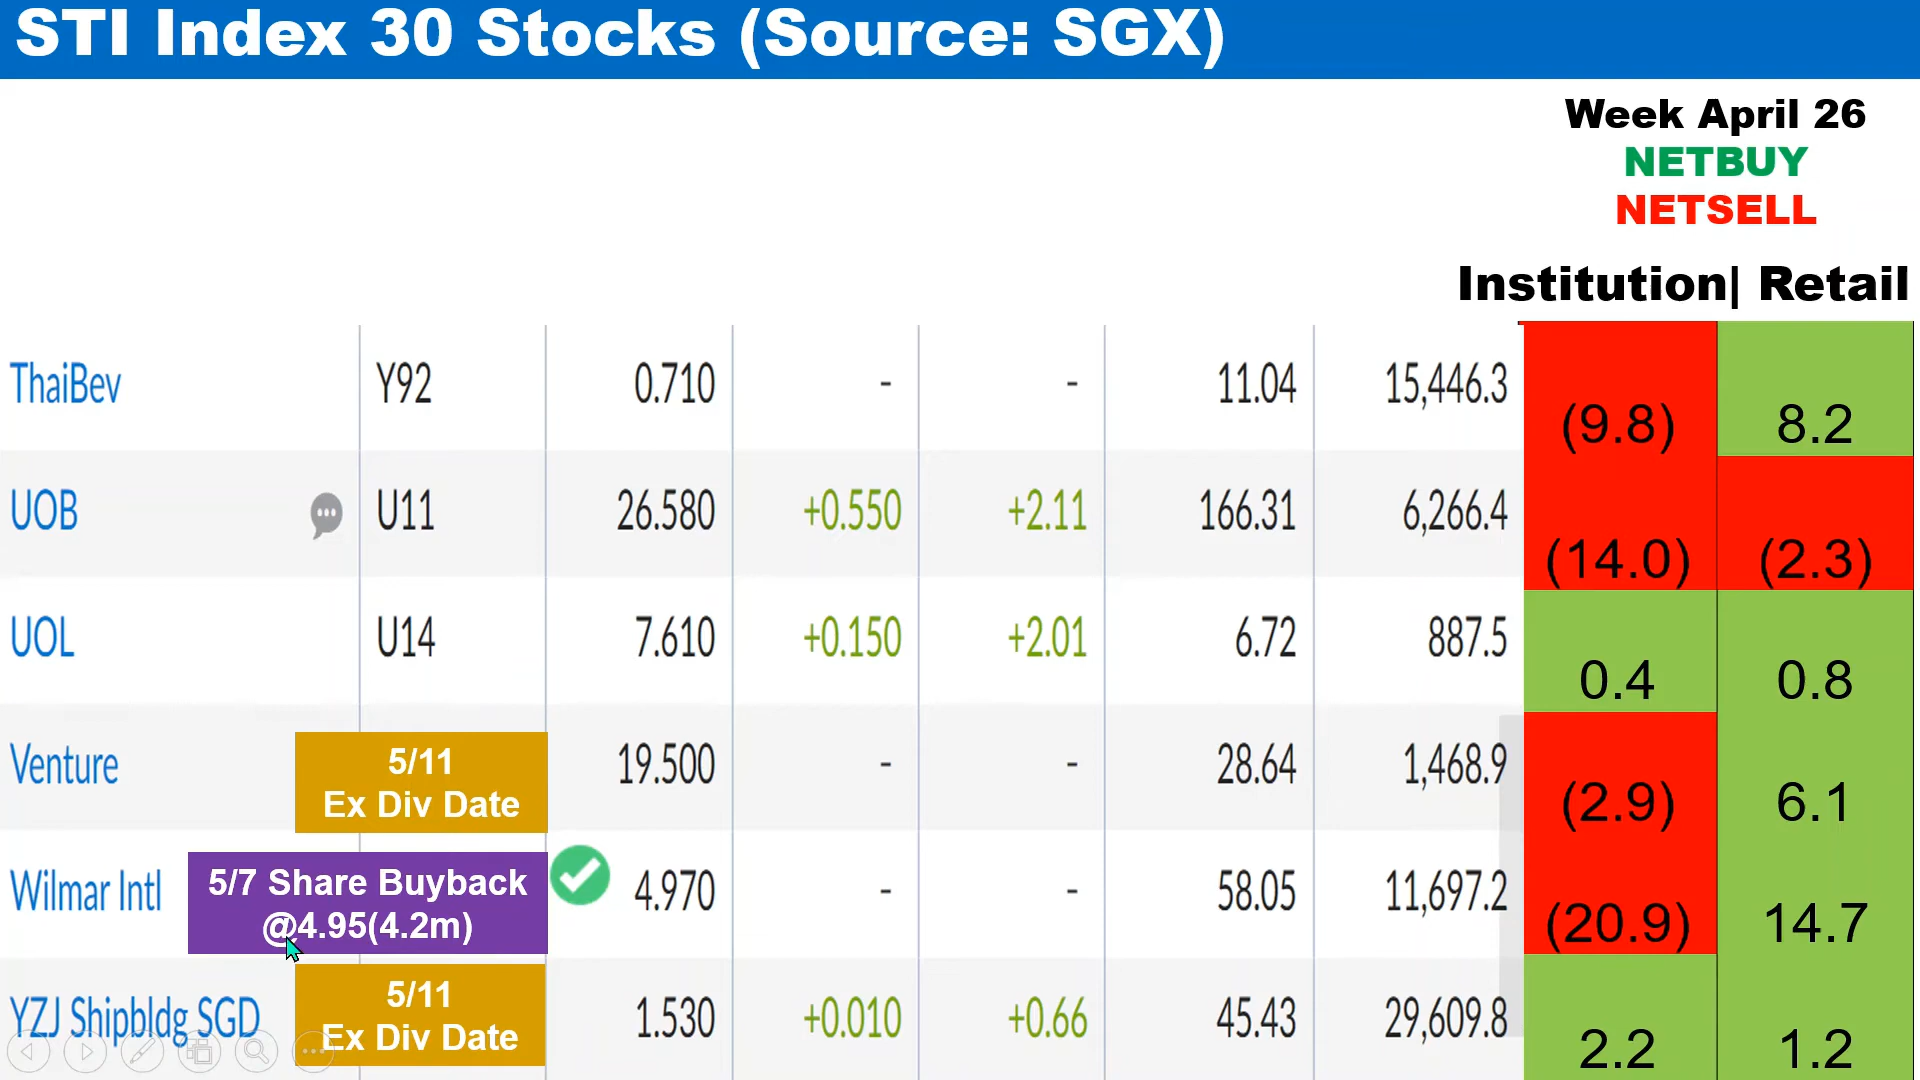 STI Index 30 Stocks (Source: SGX)
Week April 26
NETBUY
NETSELL
Institution| Retail
ThaiBev Y92 0.710 - - 11.04 15,446.3 (9.8) 8.2
UOB U11 26.580 +0.550 +2.11 166.31 6,266.4 (14.0) (2.3)
UOL U14 7.610 +0.150 +2.01 6.72 887.5 0.4 0.8
Venture 5/11 19.500 - - 28.64 1,468.9 (2.9) 6.1
Ex Div Date
Wilmar Intl 5/7 Share Buyback 4.970 - - 58.05 11,697.2 (20.9) 14.7
@4.95(4.2m)
YZJ Shipbldg SGD 5/11 1.530 +0.010 +0.66 45.43 29,609.8 2.2 1.2
Ex Div Date